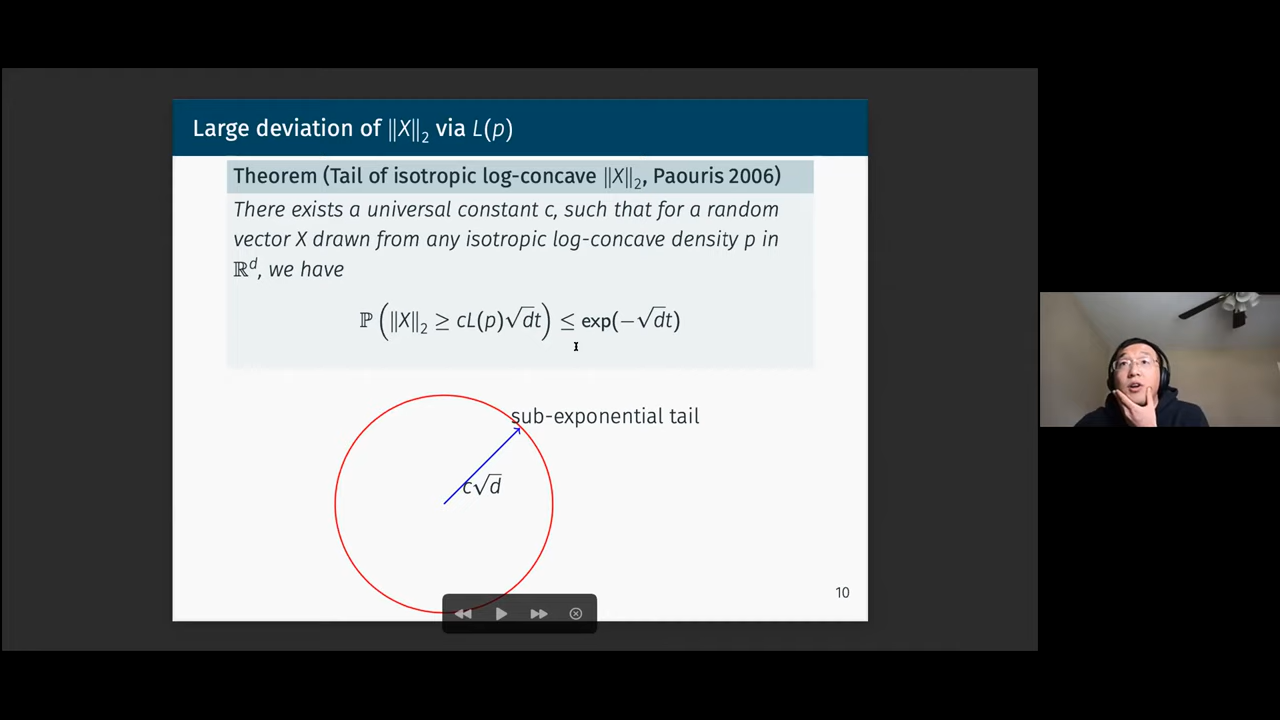 Large deviation of ‖X‖₂ via L(p)
Theorem (Tail of isotropic log-concave ‖X‖₂, Paouris 2006)
There exists a universal constant c, such that for a random
vector X drawn from any isotropic log-concave density p in
ℝᵈ, we have
ℙ (‖X‖₂ ≥ cL(p)√dt) ≤ exp(−√dt)
sub-exponential tail
c√d
10